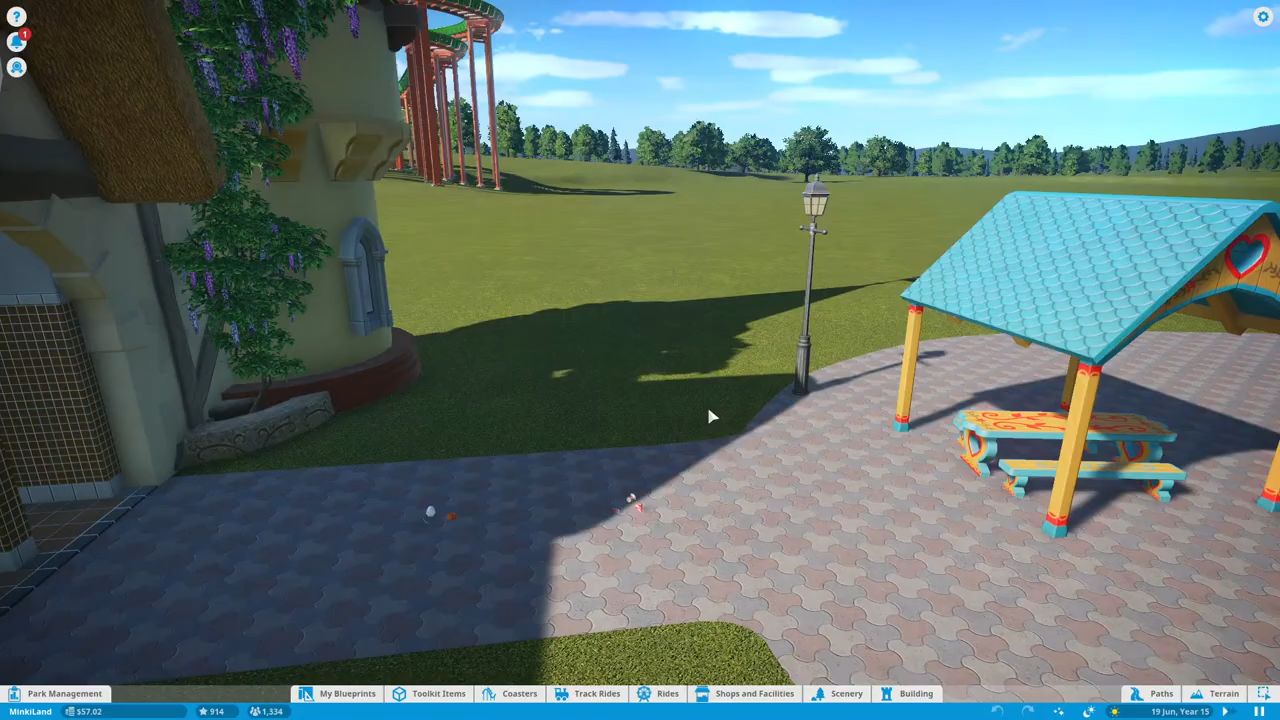 ?
1
Park Management
My Blueprints
Toolkit Items
Coasters
Track Rides
Rides
Shops and Facilities
Scenery
Building
Paths
Terrain
MinkiLand
$57.02
914
1,334
19 Jun, Year 15